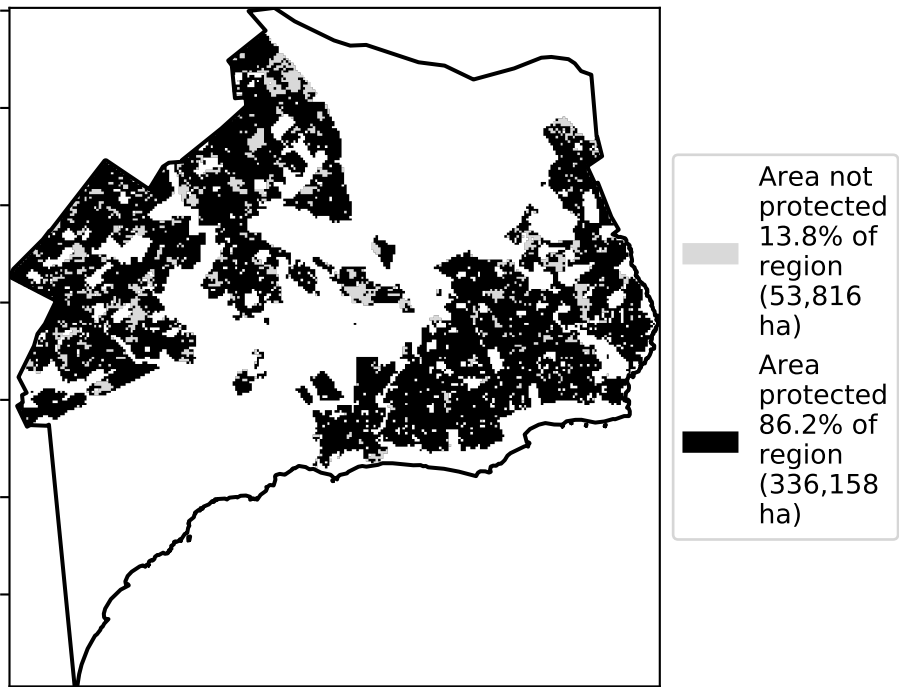 Area not
protected
13.8% of
region
(53,816
ha)
Area
protected
86.2% of
region
(336,158
ha)